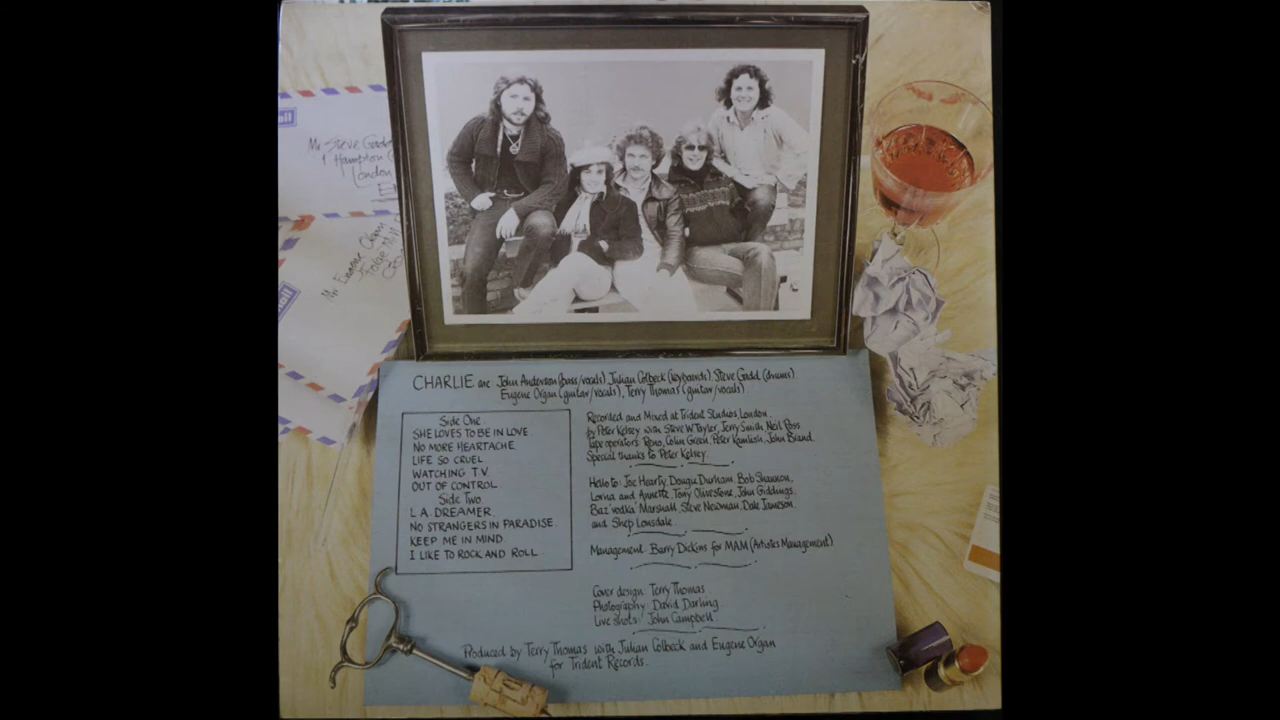 ail
Mr Steve Gadd
1 Hampton
London
Mr Eugene Organ
ail
CHARLIE are: John Anderson (bass/vocals), Julian Colbeck (keyboards), Steve Gadd (drums)
Eugene Organ (guitar/vocals), Terry Thomas (guitar/vocals)
Side One
SHE LOVES TO BE IN LOVE
NO MORE HEARTACHE
LIFE SO CRUEL
WATCHING T.V.
OUT OF CONTROL
Side Two
L.A. DREAMER
NO STRANGERS IN PARADISE
KEEP ME IN MIND
I LIKE TO ROCK AND ROLL
Recorded and Mixed at Trident Studios, London.
by Peter Kelsey with Steve W. Taylor, Jerry Smith, Neil Ross
Tape operators: Reno, Colin Green, Peter Kamlish, John Brand.
Special thanks to Peter Kelsey.
Hello to: Joe Hearty, Dougie Durham, Bob Shannon,
Lorna and Annette, Tony Olivestone, John Giddings,
Baz 'vodka' Marshall, Steve Newman, Dale Jameson
and Shep Lonsdale.
Management: Barry Dickins for MAM (Artistes Management)
Cover design: Terry Thomas
Photography: David Darling
Live shots: John Campbell
Produced by Terry Thomas with Julian Colbeck and Eugene Organ
for Trident Records.